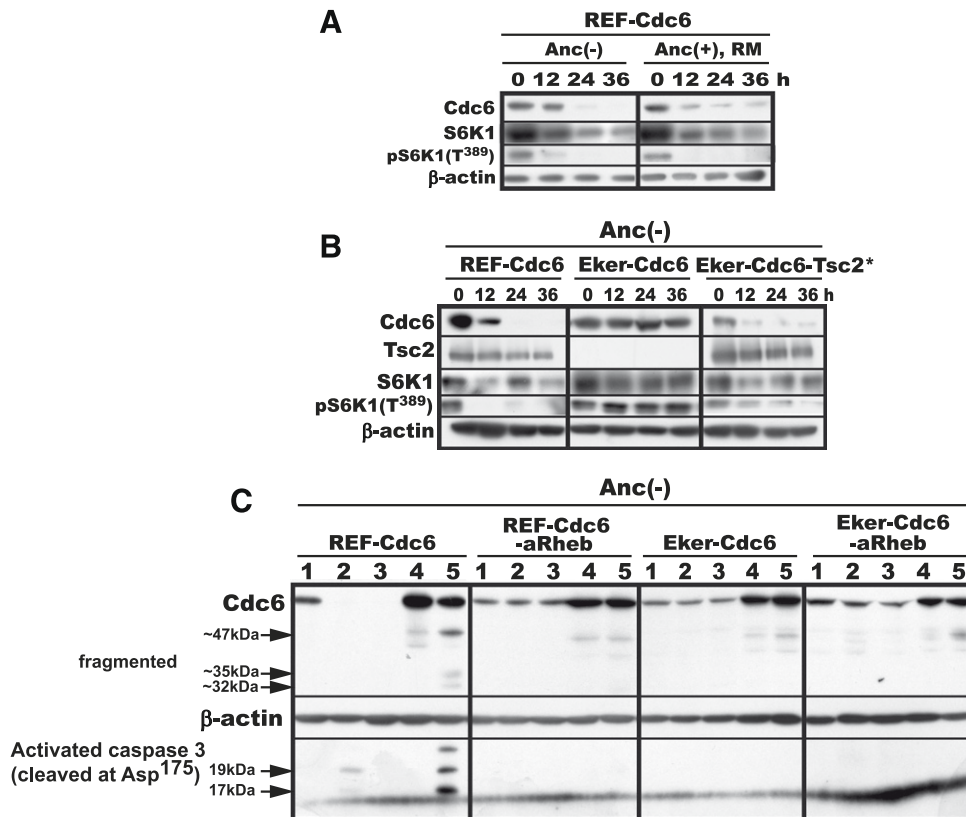 A
REF-Cdc6
Anc(-) Anc(+), RM
0 12 24 36 0 12 24 36 h
Cdc6
S6K1
pS6K1(T389)
β-actin
B
Anc(-)
REF-Cdc6 Eker-Cdc6 Eker-Cdc6-Tsc2*
0 12 24 36 0 12 24 36 0 12 24 36 h
Cdc6
Tsc2
S6K1
pS6K1(T389)
β-actin
C
Anc(-)
REF-Cdc6 REF-Cdc6-aRheb Eker-Cdc6 Eker-Cdc6-aRheb
1 2 3 4 5 1 2 3 4 5 1 2 3 4 5 1 2 3 4 5
Cdc6
~47kDa
fragmented
~35kDa
~32kDa
β-actin
Activated caspase 3
(cleaved at Asp175)
19kDa
17kDa